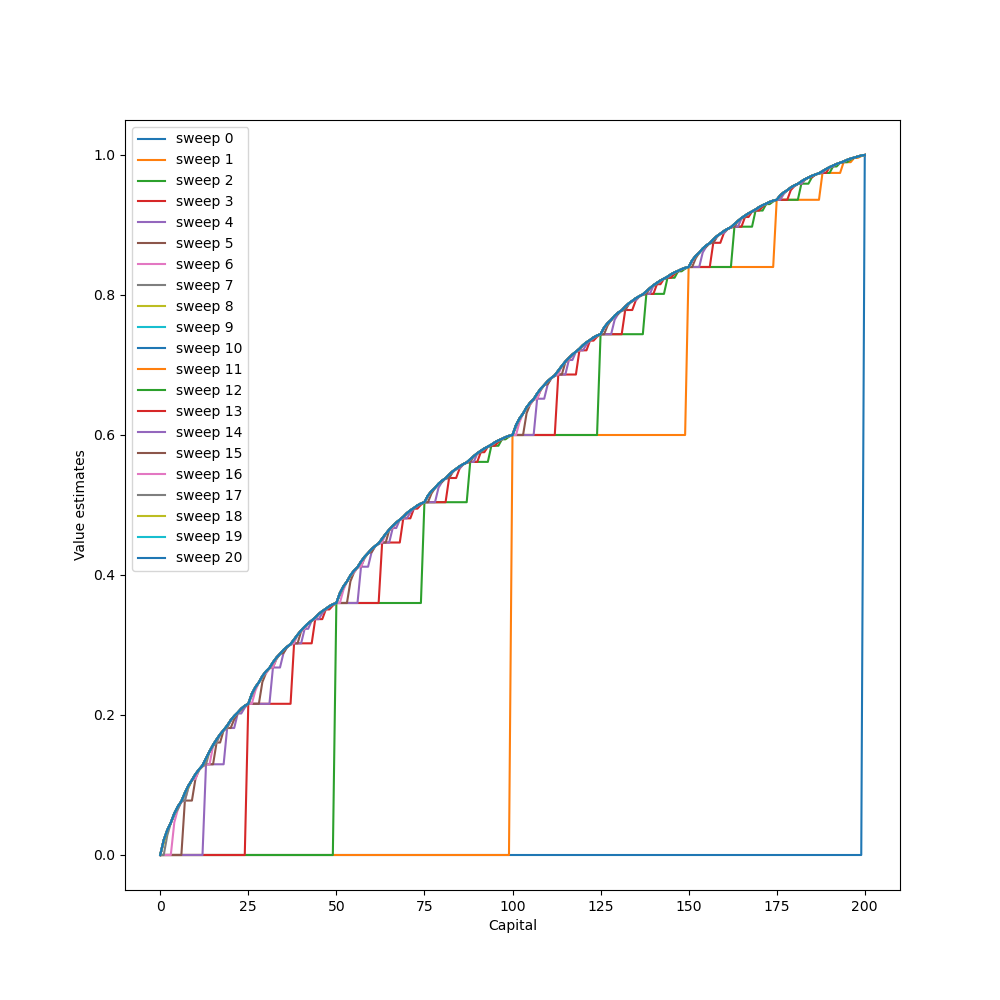 sweep 0
sweep 1
sweep 2
sweep 3
sweep 4
sweep 5
sweep 6
sweep 7
sweep 8
sweep 9
sweep 10
sweep 11
sweep 12
sweep 13
sweep 14
sweep 15
sweep 16
sweep 17
sweep 18
sweep 19
sweep 20
1.0
0.8
0.6
0.4
0.2
0.0
Value estimates
0 25 50 75 100 125 150 175 200
Capital